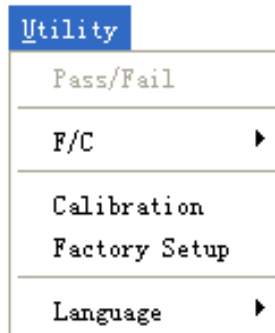 Utility
Pass/Fail
F/C
Calibration
Factory Setup
Language